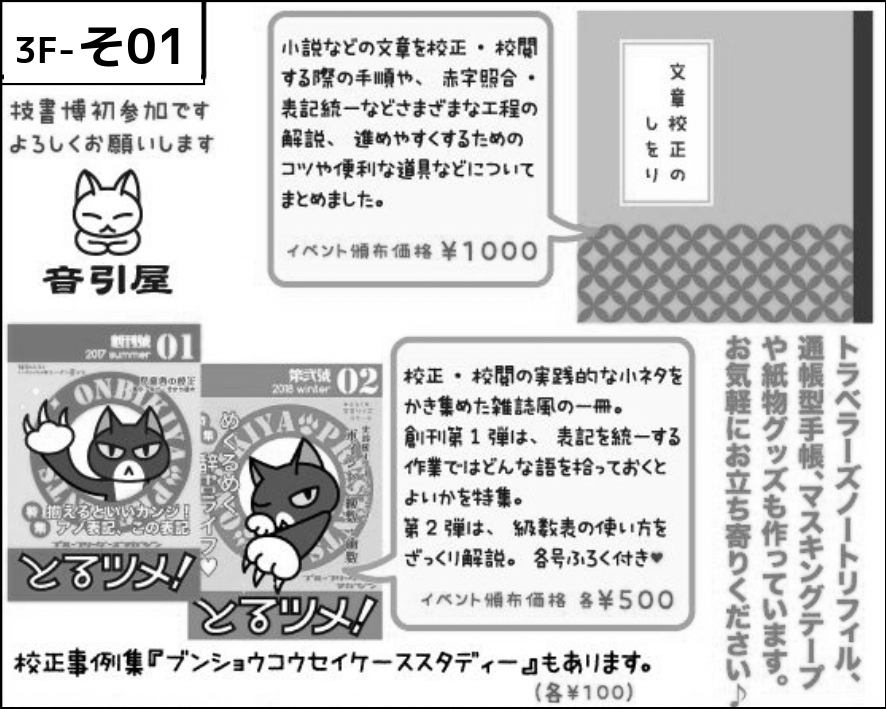 3F-そ01
技書博初参加です
よろしくお願いします
音引屋
小説などの文章を校正・校閲
する際の手順や、赤字照合・
表記統一などさまざまな工程の
解説、進めやすくするための
コツや便利な道具などについて
まとめました。
イベント頒布価格 ¥1000
文章校正の
しをり
創刊號 01
2017 summer
児童書の校正
ONBIKIYA
特集
揃えるといいカンジ!
アノ表記、この表記
とるツメ!
第弐號 02
2018 winter
めくるめく
辞書ライフ♥
とるツメ!
校正・校閲の実践的な小ネタを
かき集めた雑誌風の一冊。
創刊第1弾は、表記を統一する
作業ではどんな語を拾っておくと
よいかを特集。
第2弾は、級数表の使い方を
ざっくり解説。各号ふろく付き♥
イベント頒布価格 各¥500
トラベラーズノートリフィル、
通帳型手帳、マスキングテープ
や紙物グッズも作っています。
お気軽にお立ち寄りください♪
校正事例集『ブンショウコウセイケーススタディー』もあります。
(各¥100)